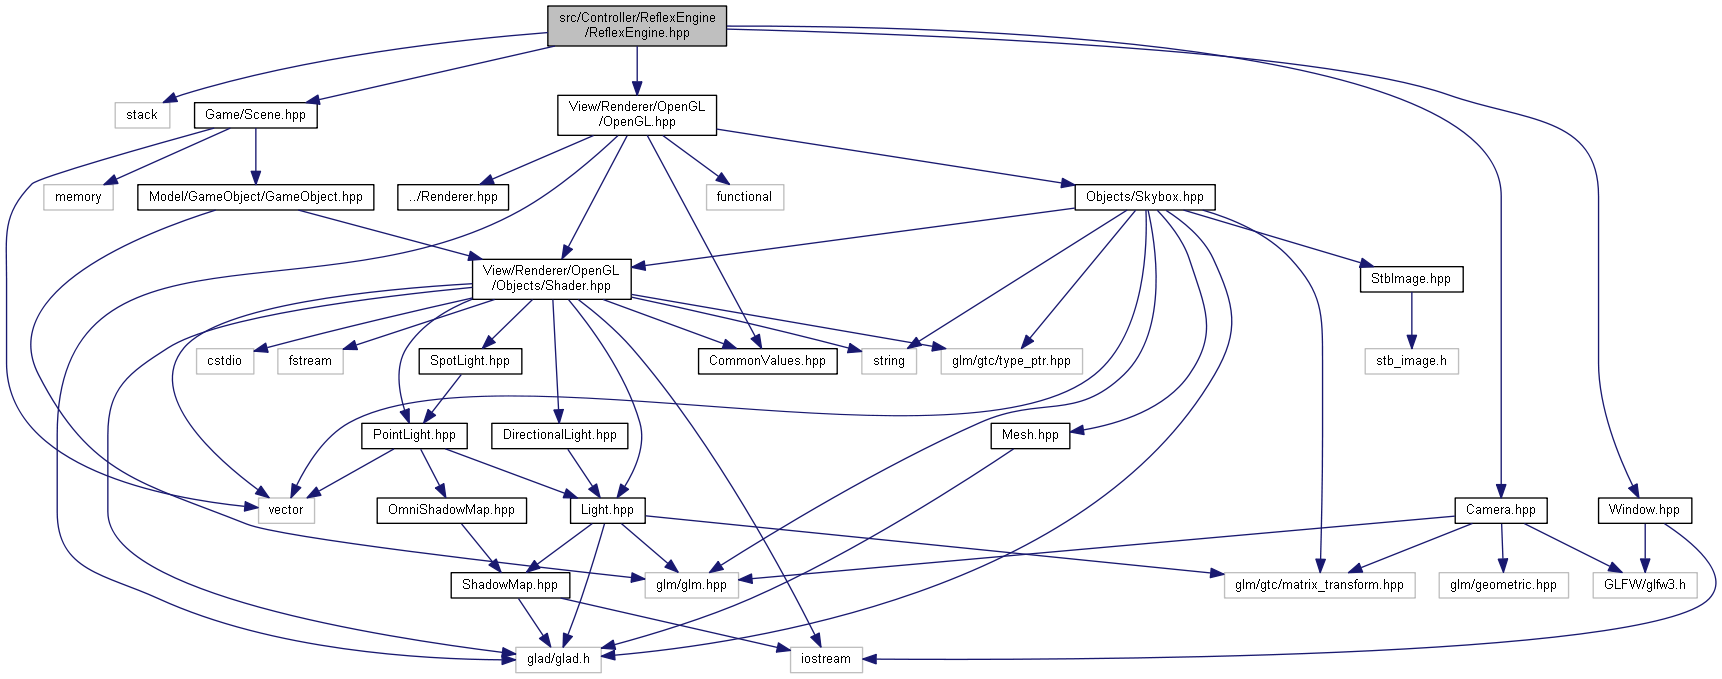 src/Controller/ReflexEngine
/ReflexEngine.hpp
stack
Game/Scene.hpp
View/Renderer/OpenGL
/OpenGL.hpp
memory
Model/GameObject/GameObject.hpp
../Renderer.hpp
functional
Objects/Skybox.hpp
View/Renderer/OpenGL
/Objects/Shader.hpp
StbImage.hpp
cstdio
fstream
SpotLight.hpp
CommonValues.hpp
string
glm/gtc/type_ptr.hpp
stb_image.h
PointLight.hpp
DirectionalLight.hpp
Mesh.hpp
vector
OmniShadowMap.hpp
Light.hpp
Camera.hpp
Window.hpp
ShadowMap.hpp
glm/glm.hpp
glm/gtc/matrix_transform.hpp
glm/geometric.hpp
GLFW/glfw3.h
glad/glad.h
iostream